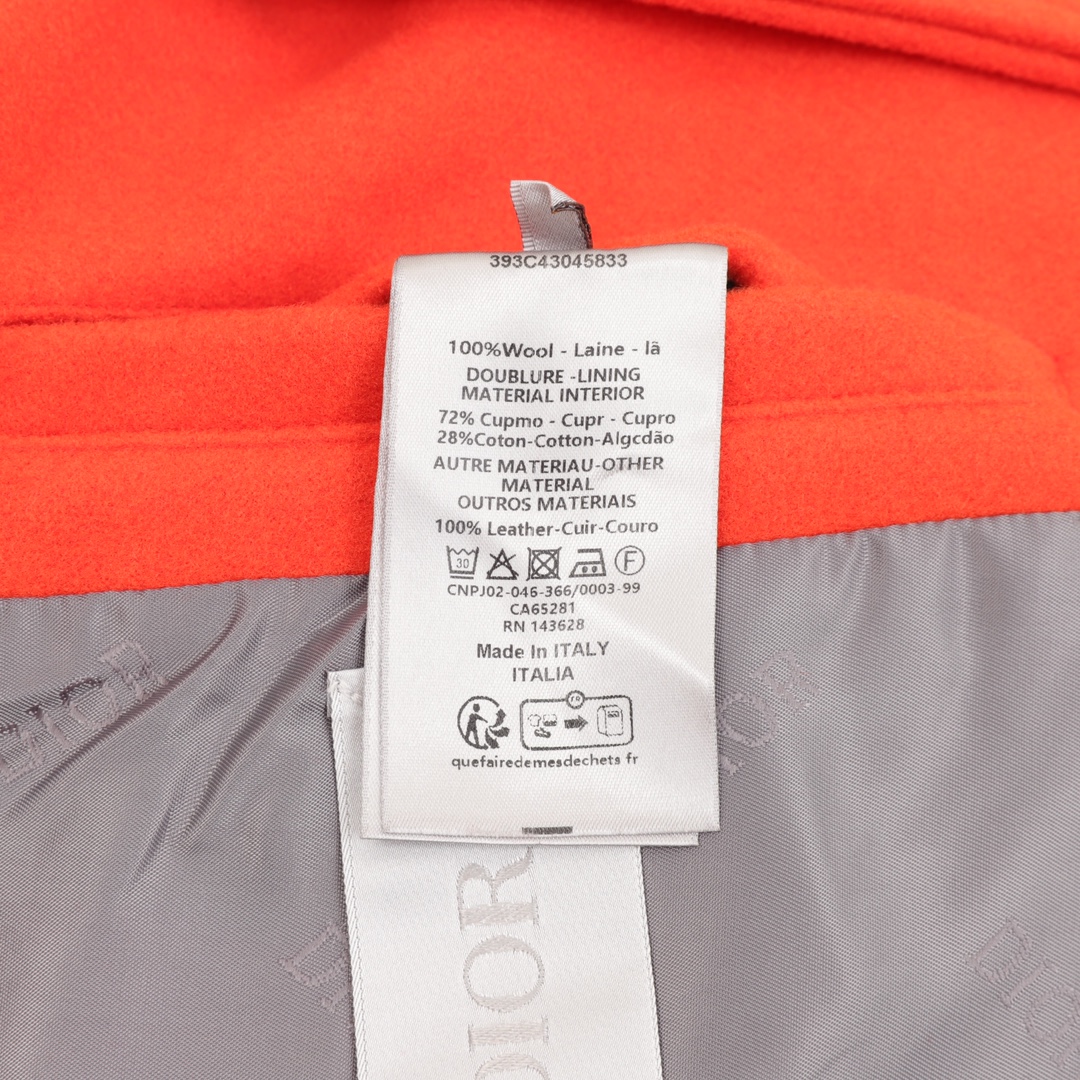 393C43045833
100%Wool - Laine - lã
DOUBLURE -LINING
MATERIAL INTERIOR
72% Cupmo - Cupr - Cupro
28%Coton-Cotton-Algcdão
AUTRE MATERIAU-OTHER
MATERIAL
OUTROS MATERIAIS
100% Leather-Cuir-Couro
30
F
CNPJ02-046-366/0003-99
CA65281
RN 143628
Made In ITALY
ITALIA
quefairedemesdechets fr
DIOR
DIOR
DIOR